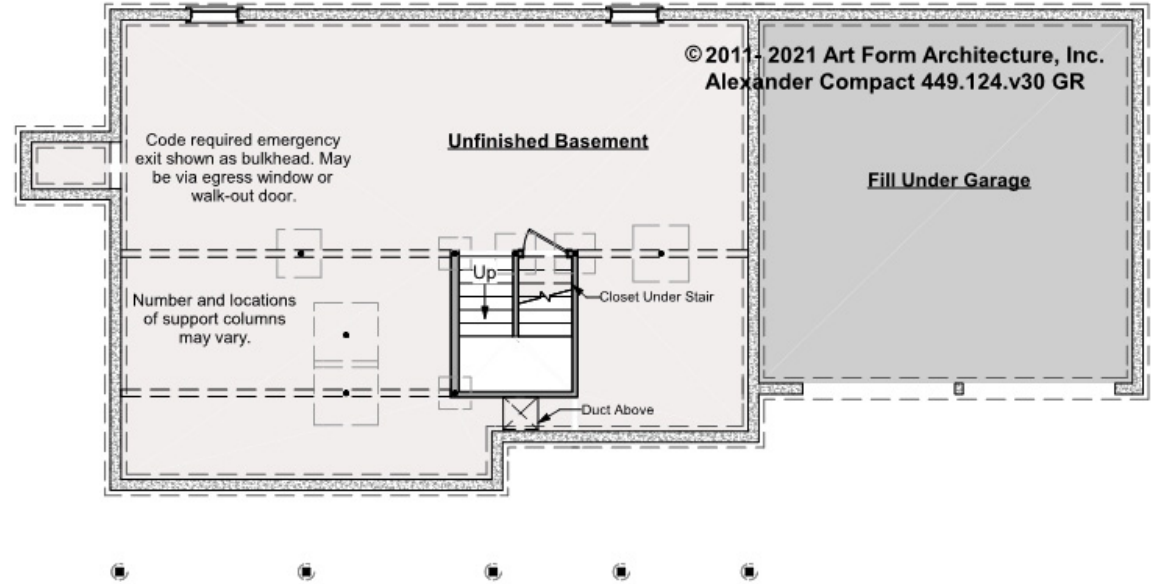 © 2011- 2021 Art Form Architecture, Inc.
Alexander Compact 449.124.v30 GR
Code required emergency
exit shown as bulkhead. May
be via egress window or
walk-out door.
Unfinished Basement
Fill Under Garage
Up
Number and locations
of support columns
may vary.
Closet Under Stair
Duct Above